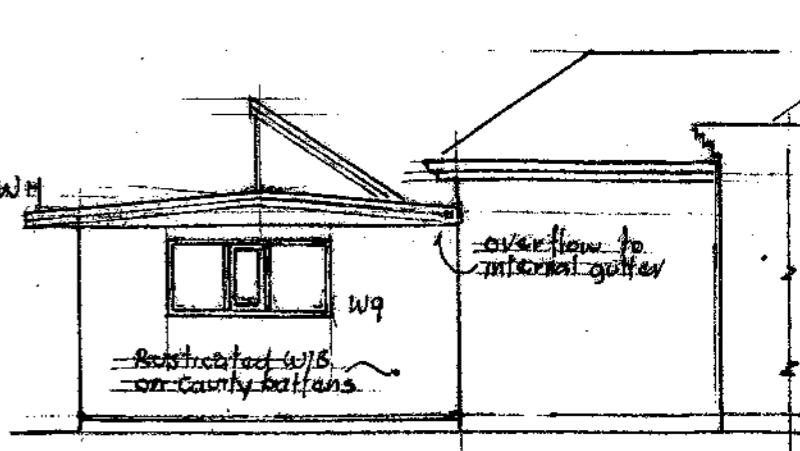 WH
overflow to
internal gutter
W9
Rusticated W/B
on cavity battens